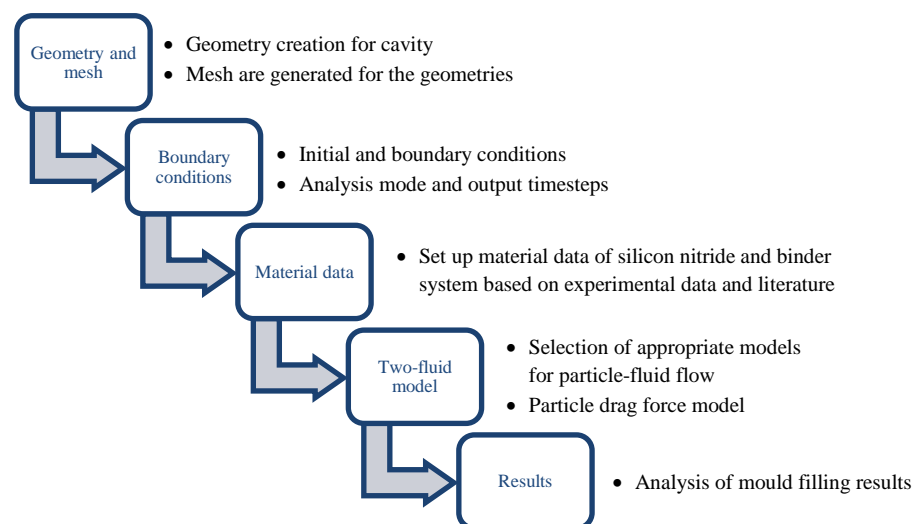 Geometry and
mesh
• Geometry creation for cavity
• Mesh are generated for the geometries
Boundary
conditions
• Initial and boundary conditions
• Analysis mode and output timesteps
Material data
• Set up material data of silicon nitride and binder
system based on experimental data and literature
Two-fluid
model
• Selection of appropriate models
for particle-fluid flow
• Particle drag force model
Results
• Analysis of mould filling results